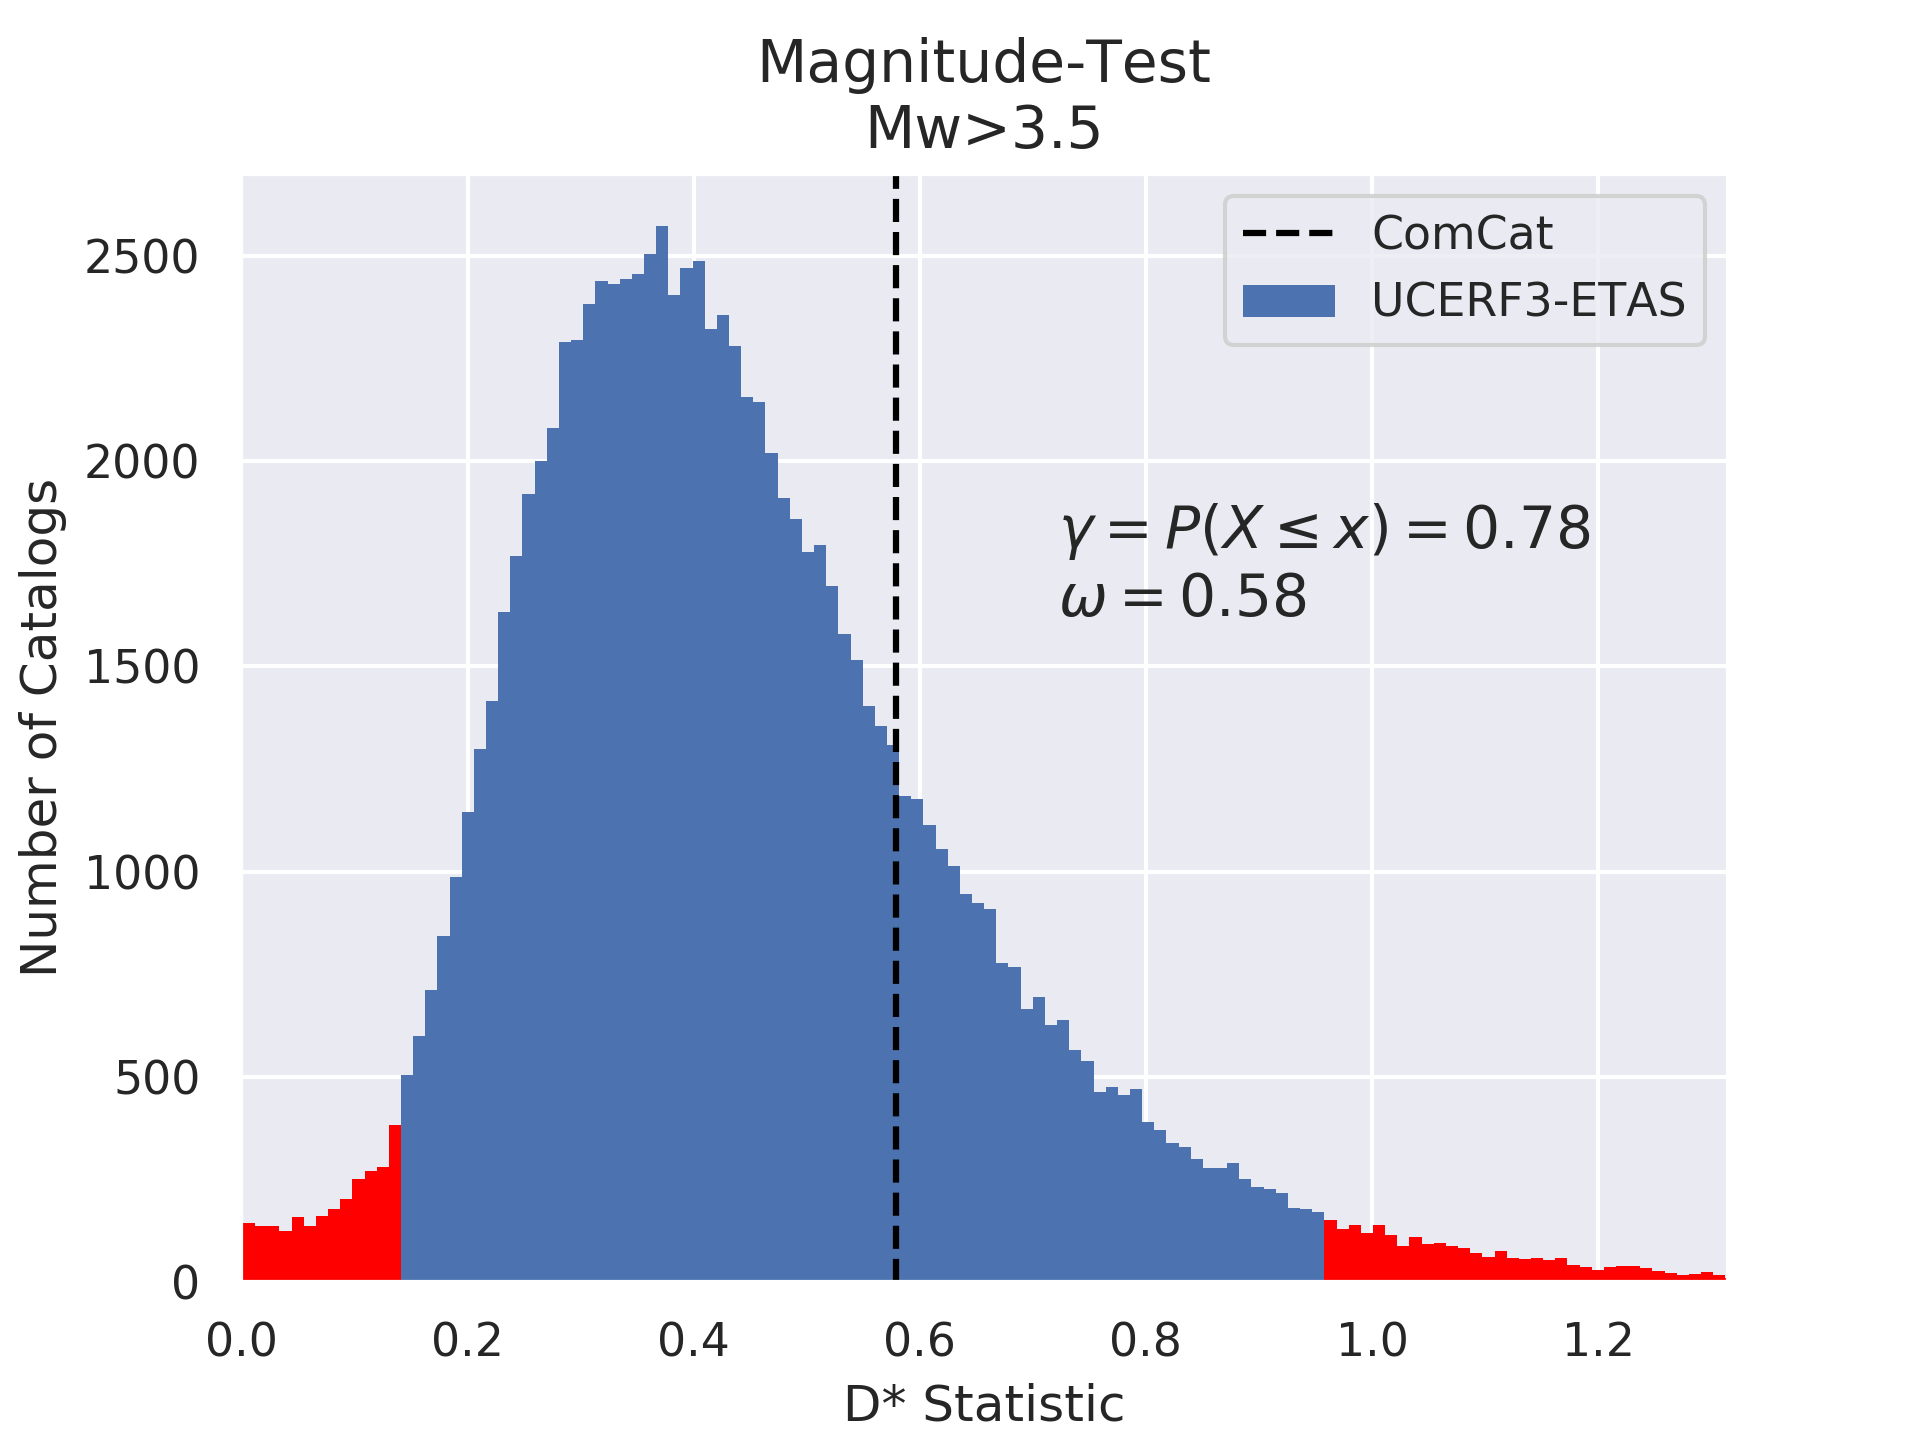 Magnitude-Test
Mw>3.5
ComCat
UCERF3-ETAS
γ = P(X ≤ x) = 0.78
ω = 0.58
Number of Catalogs
2500
2000
1500
1000
500
0
0.0 0.2 0.4 0.6 0.8 1.0 1.2
D* Statistic